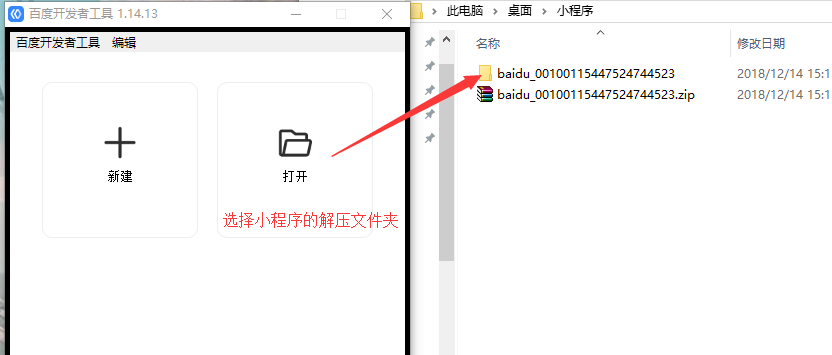 百度开发者工具 1.14.13
百度开发者工具 编辑
新建
打开
选择小程序的解压文件夹
此电脑 > 桌面 > 小程序
名称
修改日期
baidu_00100115447524744523
2018/12/14 15:1
baidu_00100115447524744523.zip
2018/12/14 15:1